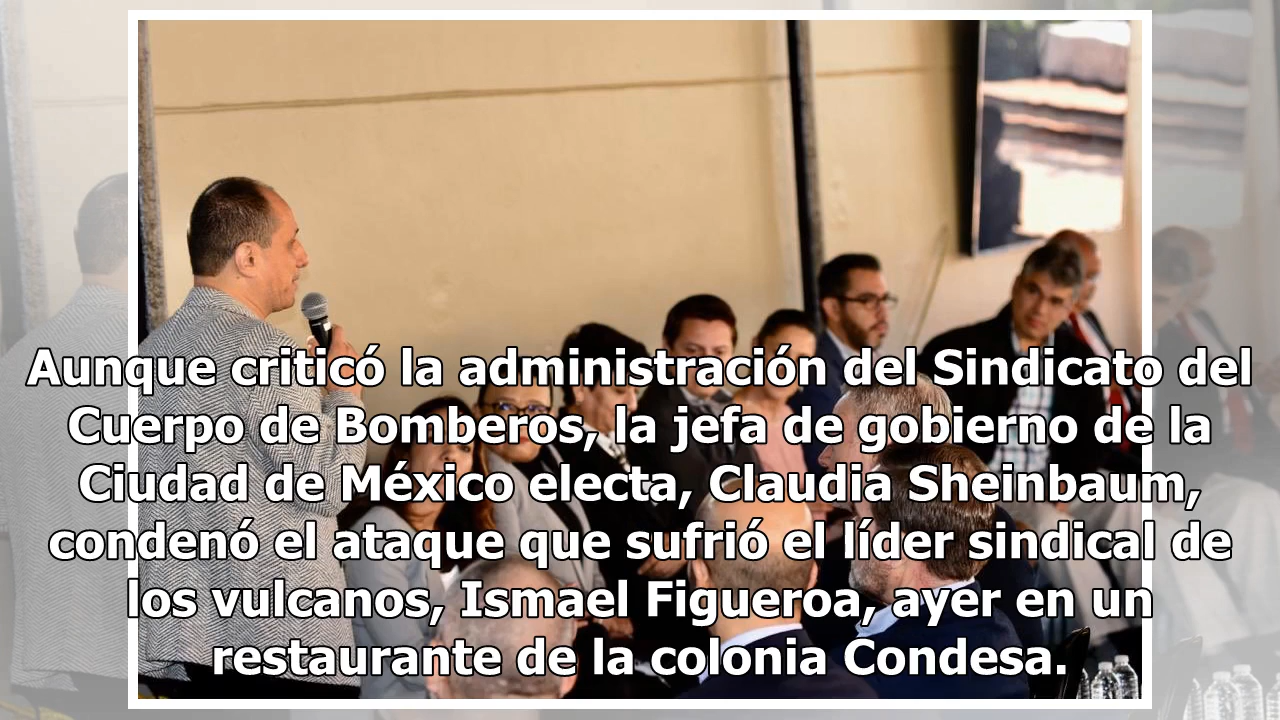 Aunque criticó la administración del Sindicato del
Cuerpo de Bomberos, la jefa de gobierno de la
Ciudad de México electa, Claudia Sheinbaum,
condenó el ataque que sufrió el líder sindical de
los vulcanos, Ismael Figueroa, ayer en un
restaurante de la colonia Condesa.